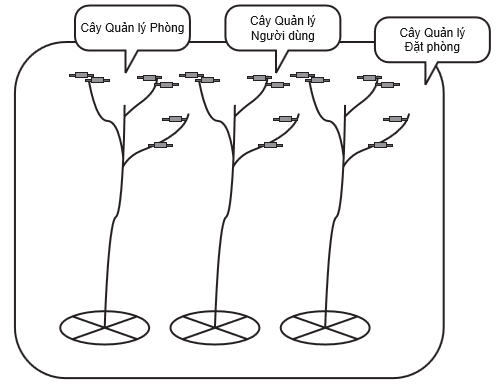 Cây Quản lý Phòng
Cây Quản lý
Người dùng
Cây Quản lý
Đặt phòng